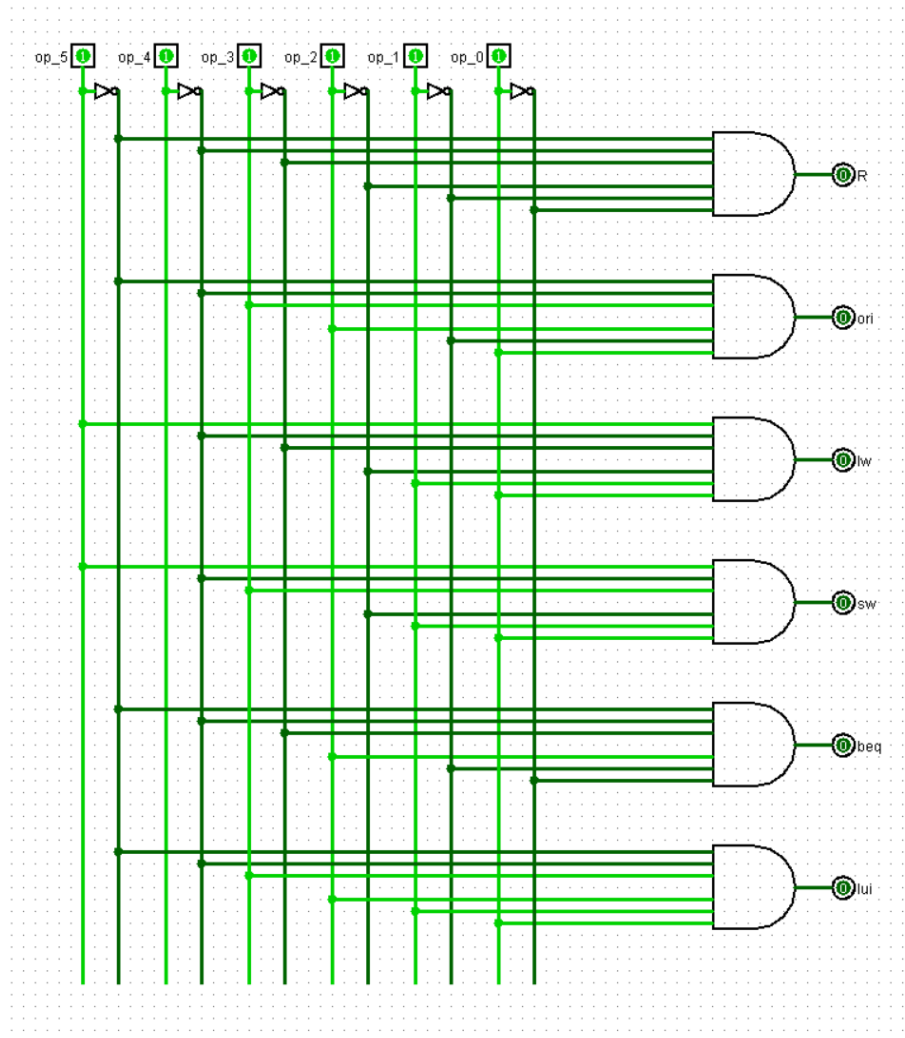 op_5 1 op_4 1 op_3 1 op_2 1 op_1 1 op_0 1
0 R
0 ori
0 lw
0 sw
0 beq
0 lui